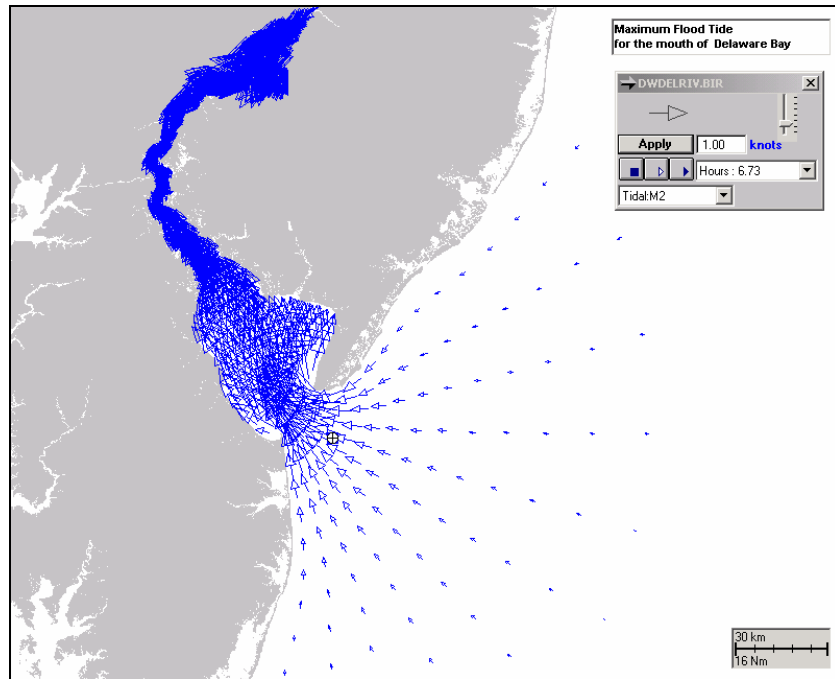 Maximum Flood Tide
for the mouth of Delaware Bay
DWDELRIV.BIR
Apply 1.00 knots
Hours : 6.73
Tidal:M2
30 km
16 Nm